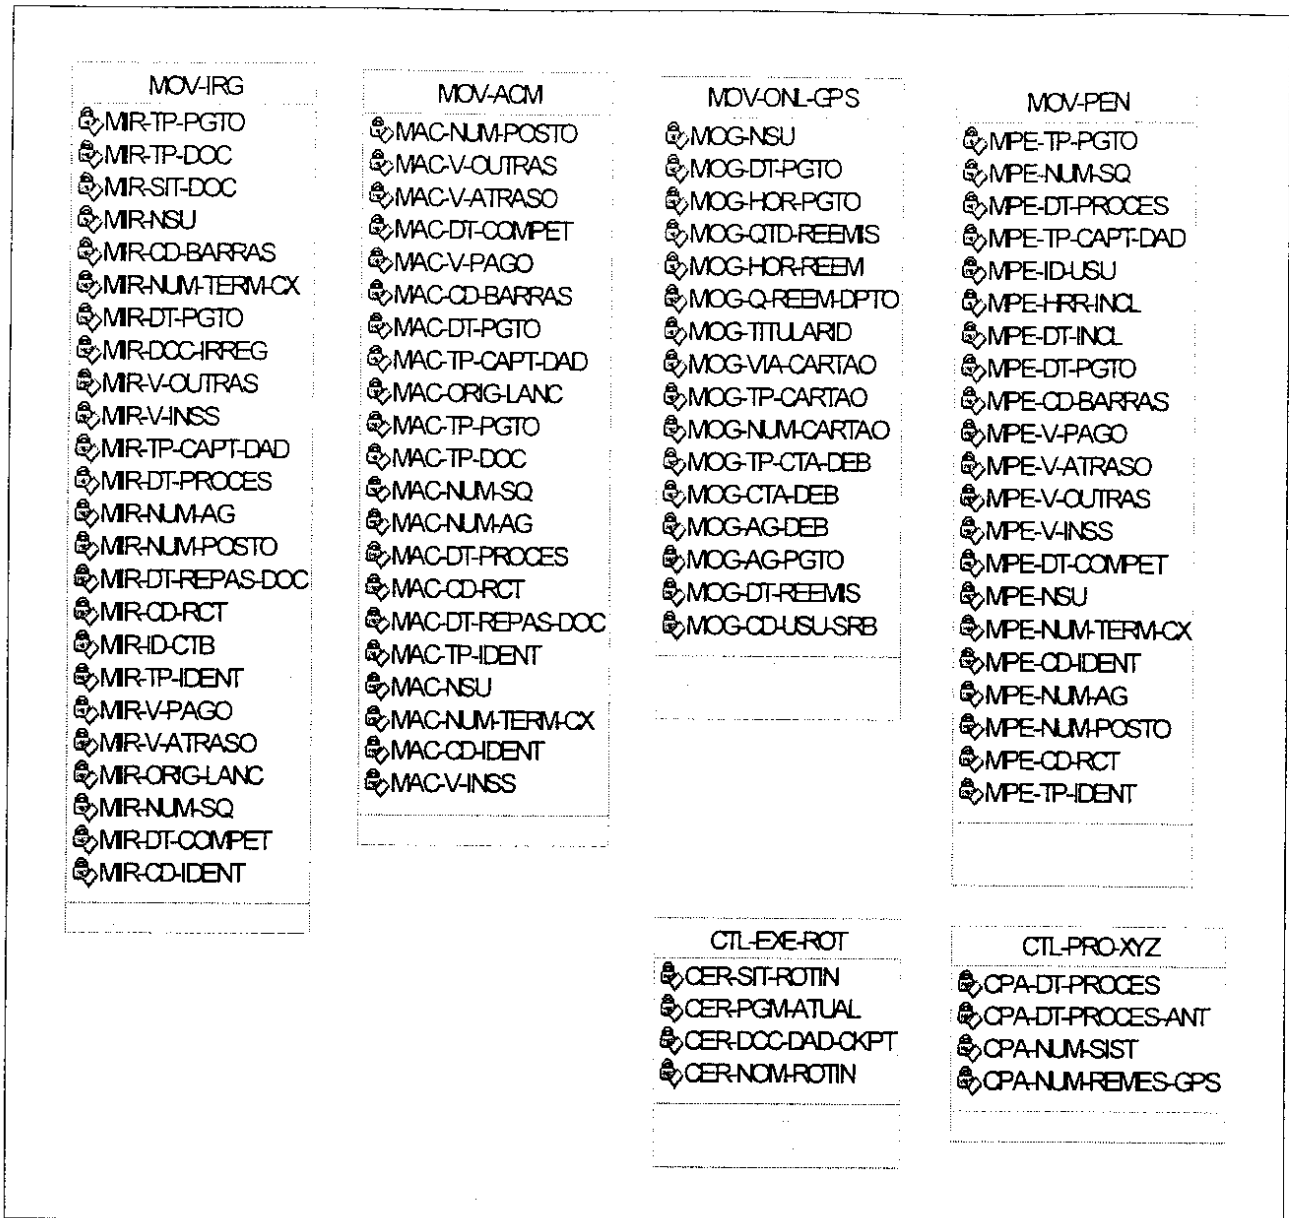 MOV-IRG
MIR-TP-PGTO
MIR-TP-DOC
MIR-SIT-DOC
MIR-NSU
MIR-CD-BARRAS
MIR-NUM-TERM-CX
MIR-DT-PGTO
MIR-DOC-IRREG
MIR-V-OUTRAS
MIR-V-INSS
MIR-TP-CAPT-DAD
MIR-DT-PROCES
MIR-NUM-AG
MIR-NUM-POSTO
MIR-DT-REPAS-DOC
MIR-CD-RCT
MIR-ID-CTB
MIR-TP-IDENT
MIR-V-PAGO
MIR-V-ATRASO
MIR-ORIG-LANC
MIR-NUM-SQ
MIR-DT-COMPET
MIR-CD-IDENT
MOV-ACM
MAC-NUM-POSTO
MAC-V-OUTRAS
MAC-V-ATRASO
MAC-DT-COMPET
MAC-V-PAGO
MAC-CD-BARRAS
MAC-DT-PGTO
MAC-TP-CAPT-DAD
MAC-ORIG-LANC
MAC-TP-PGTO
MAC-TP-DOC
MAC-NUM-SQ
MAC-NUM-AG
MAC-DT-PROCES
MAC-CD-RCT
MAC-DT-REPAS-DOC
MAC-TP-IDENT
MAC-NSU
MAC-NUM-TERM-CX
MAC-CD-IDENT
MAC-V-INSS
MOV-ONL-GPS
MOG-NSU
MOG-DT-PGTO
MOG-HOR-PGTO
MOG-QTD-REEMIS
MOG-HOR-REEM
MOG-Q-REEM-DPTO
MOG-TITULARID
MOG-VIA-CARTAO
MOG-TP-CARTAO
MOG-NUM-CARTAO
MOG-TP-CTA-DEB
MOG-CTA-DEB
MOG-AG-DEB
MOG-AG-PGTO
MOG-DT-REEMIS
MOG-CD-USU-SRB
MOV-PEN
MPE-TP-PGTO
MPE-NUM-SQ
MPE-DT-PROCES
MPE-TP-CAPT-DAD
MPE-ID-USU
MPE-HRR-INCL
MPE-DT-INCL
MPE-DT-PGTO
MPE-CD-BARRAS
MPE-V-PAGO
MPE-V-ATRASO
MPE-V-OUTRAS
MPE-V-INSS
MPE-DT-COMPET
MPE-NSU
MPE-NUM-TERM-CX
MPE-CD-IDENT
MPE-NUM-AG
MPE-NUM-POSTO
MPE-CD-RCT
MPE-TP-IDENT
CTL-EXE-ROT
CER-SIT-ROTIN
CER-PGM-ATUAL
CER-DOC-DAD-CKPT
CER-NOM-ROTIN
CTL-PRO-XYZ
CPA-DT-PROCES
CPA-DT-PROCES-ANT
CPA-NUM-SIST
CPA-NUM-REMES-GPS